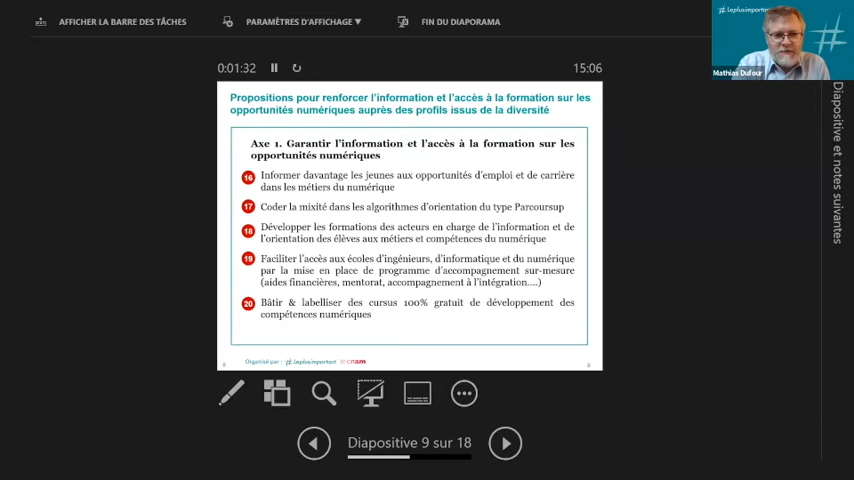 AFFICHER LA BARRE DES TÂCHES
PARAMÈTRES D'AFFICHAGE ▼
FIN DU DIAPORAMA
#Leplusimportant
Mathias Dufour
0:01:32
15:06
Propositions pour renforcer l'information et l'accès à la formation sur les
opportunités numériques auprès des profils issus de la diversité
Axe 1. Garantir l'information et l'accès à la formation sur les
opportunités numériques
16 Informer davantage les jeunes aux opportunités d'emploi et de carrière
dans les métiers du numérique
17 Coder la mixité dans les algorithmes d'orientation du type Parcoursup
18 Développer les formations des acteurs en charge de l'information et de
l'orientation des élèves aux métiers et compétences du numérique
19 Faciliter l'accès aux écoles d'ingénieurs, d'informatique et du numérique
par la mise en place de programme d'accompagnement sur-mesure
(aides financières, mentorat, accompagnement à l'intégration....)
20 Bâtir & labelliser des cursus 100% gratuit de développement des
compétences numériques
Organisé par : #Leplusimportant le cnam
9
Diapositive 9 sur 18
Diapositive et notes suivantes